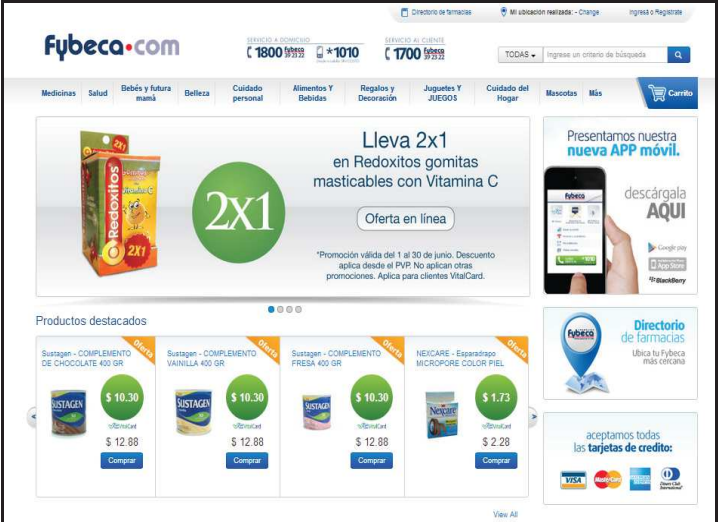 Directorio de farmacias
Mi ubicación realizada: - Change
Ingresá o Registrate
Fybeca.com
SERVICIO A DOMICILIO
1800 fybeca 39 23 22
*1010
SERVICIO AL CLIENTE
1700 fybeca 39 23 22
TODAS
Ingrese un criterio de búsqueda
Medicinas
Salud
Bebés y futura
mamá
Belleza
Cuidado
personal
Alimentos Y
Bebidas
Regalos y
Decoración
Juguetes Y
JUEGOS
Cuidado del
Hogar
Mascotas
Más
Carrito
2X1
Redoxitos
Vitamina C
2X1
2X1
Lleva 2x1
en Redoxitos gomitas
masticables con Vitamina C
Oferta en línea
*Promoción válida del 1 al 30 de junio. Descuento
aplica desde el PVP. No aplican otras
promociones. Aplica para clientes VitalCard.
Presentamos nuestra
nueva APP móvil.
Fybeca
*1010
descárgala
AQUI
Google play
App Store
BlackBerry
Productos destacados
Oferta
Sustagen - COMPLEMENTO
DE CHOCOLATE 400 GR
SUSTAGEN
$ 10.30
VitalCard
$ 12.88
Comprar
Oferta
Sustagen - COMPLEMENTO
VAINILLA 400 GR
SUSTAGEN
$ 10.30
VitalCard
$ 12.88
Comprar
Oferta
Sustagen - COMPLEMENTO
FRESA 400 GR
SUSTAGEN
$ 10.30
VitalCard
$ 12.88
Comprar
Oferta
NEXCARE - Esparadrapo
MICROPORE COLOR PIEL
Nexcare
$ 1.73
VitalCard
$ 2.28
Comprar
View All
Fybeca
Directorio
de farmacias
Ubica tu Fybeca
más cercana
aceptamos todas
las tarjetas de crédito:
VISA
MasterCard
Diners Club
International